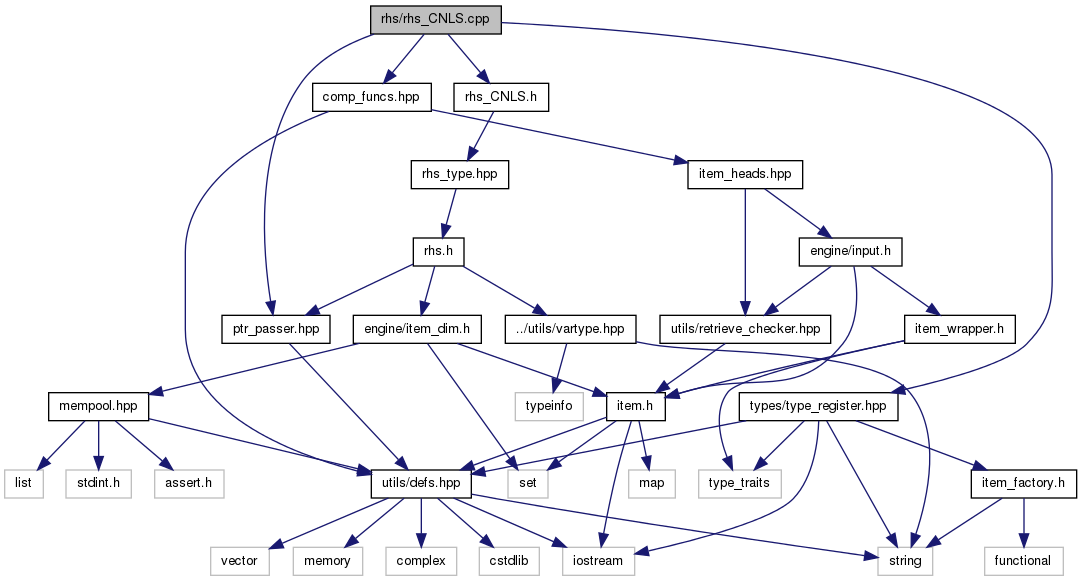 rhs/rhs_CNLS.cpp
comp_funcs.hpp
rhs_CNLS.h
rhs_type.hpp
item_heads.hpp
rhs.h
engine/input.h
ptr_passer.hpp
engine/item_dim.h
../utils/vartype.hpp
utils/retrieve_checker.hpp
item_wrapper.h
mempool.hpp
typeinfo
item.h
types/type_register.hpp
list
stdint.h
assert.h
utils/defs.hpp
set
map
type_traits
item_factory.h
vector
memory
complex
cstdlib
iostream
string
functional